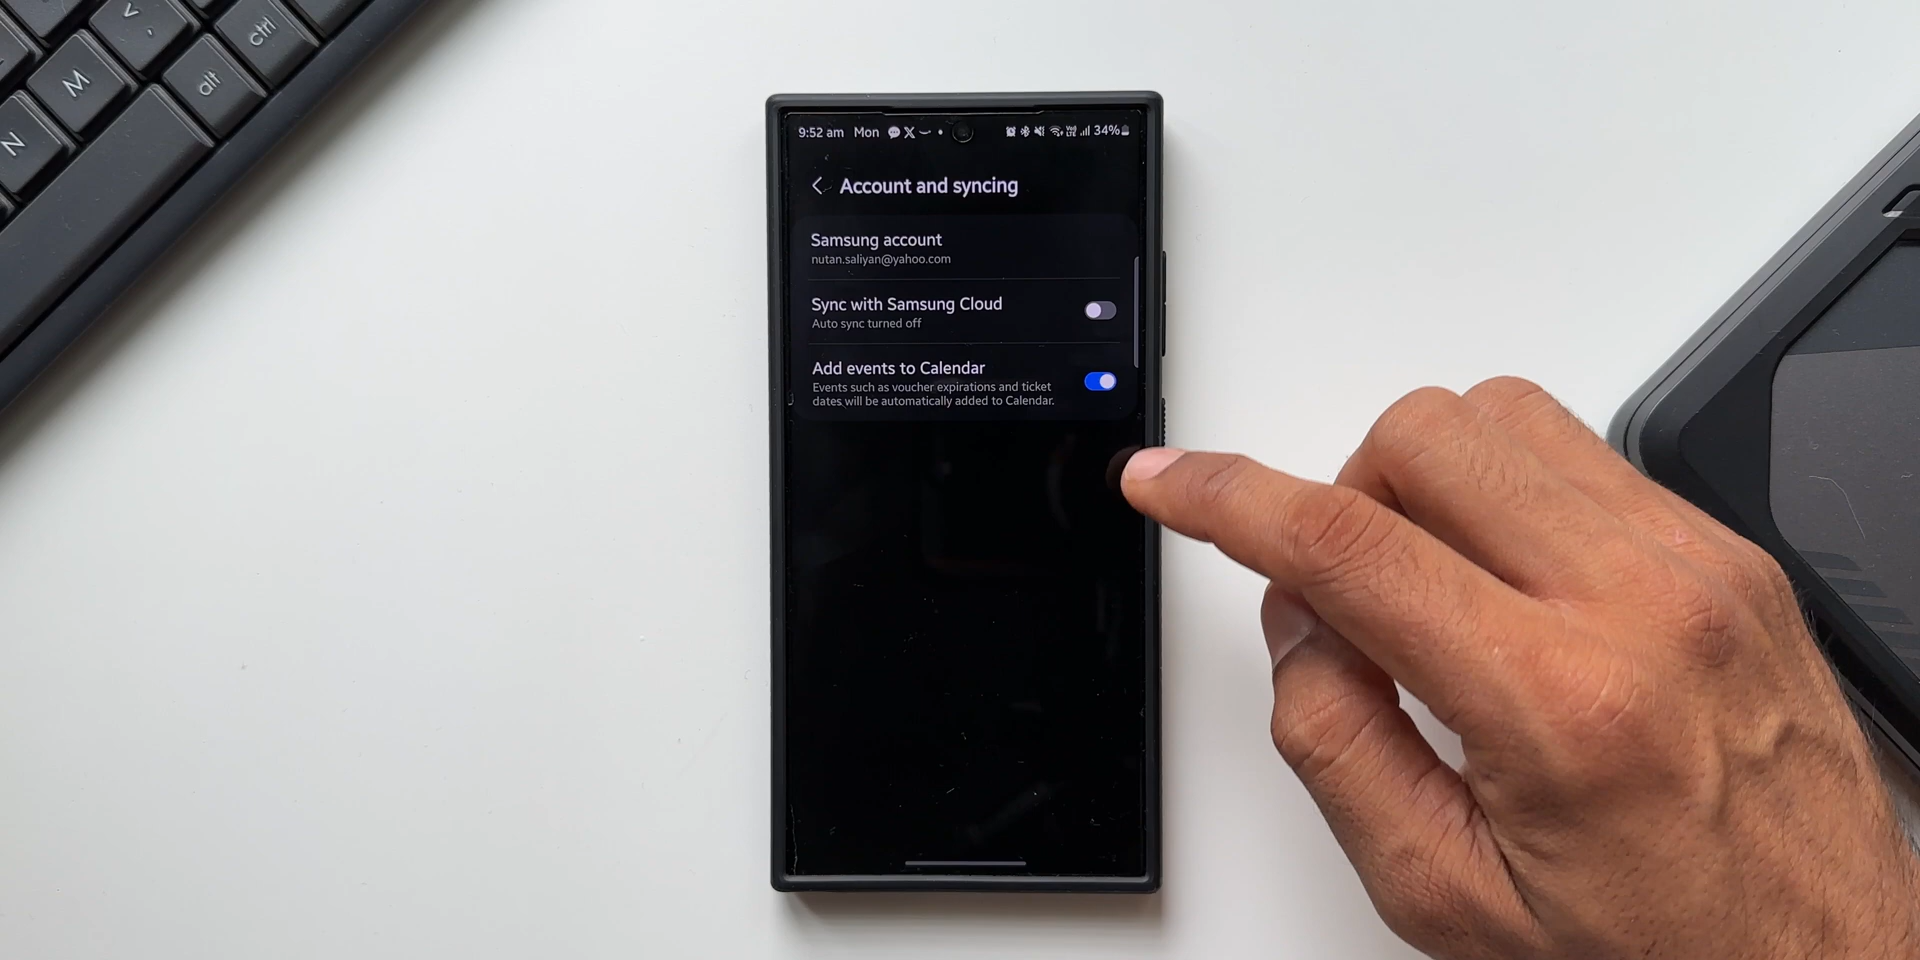 M
N
alt
ctrl
9:52 am Mon
34%
Account and syncing
Samsung account
nutan.saliyan@yahoo.com
Sync with Samsung Cloud
Auto sync turned off
Add events to Calendar
Events such as voucher expirations and ticket
dates will be automatically added to Calendar.